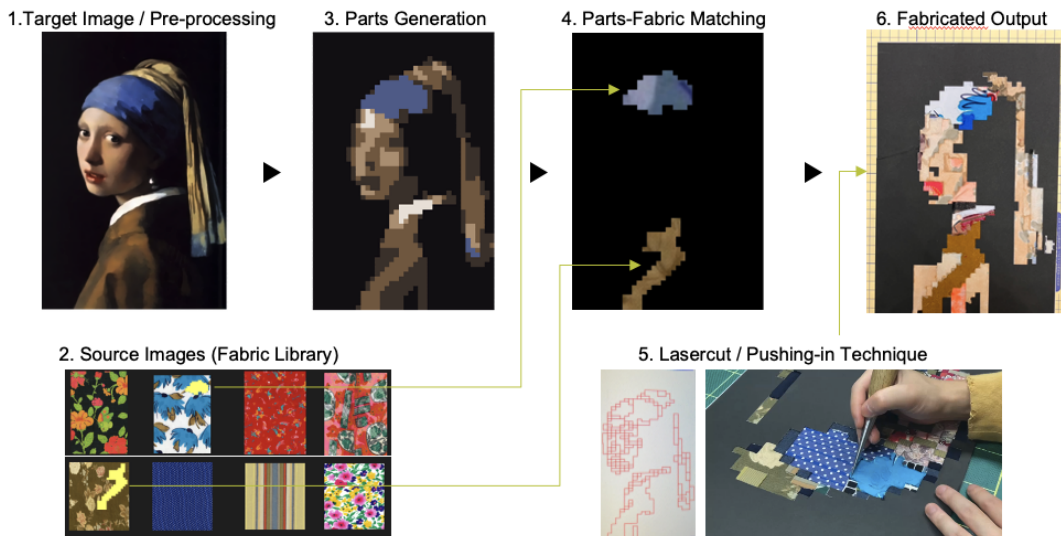 1.Target Image / Pre-processing
3. Parts Generation
4. Parts-Fabric Matching
6. Fabricated Output
2. Source Images (Fabric Library)
5. Lasercut / Pushing-in Technique